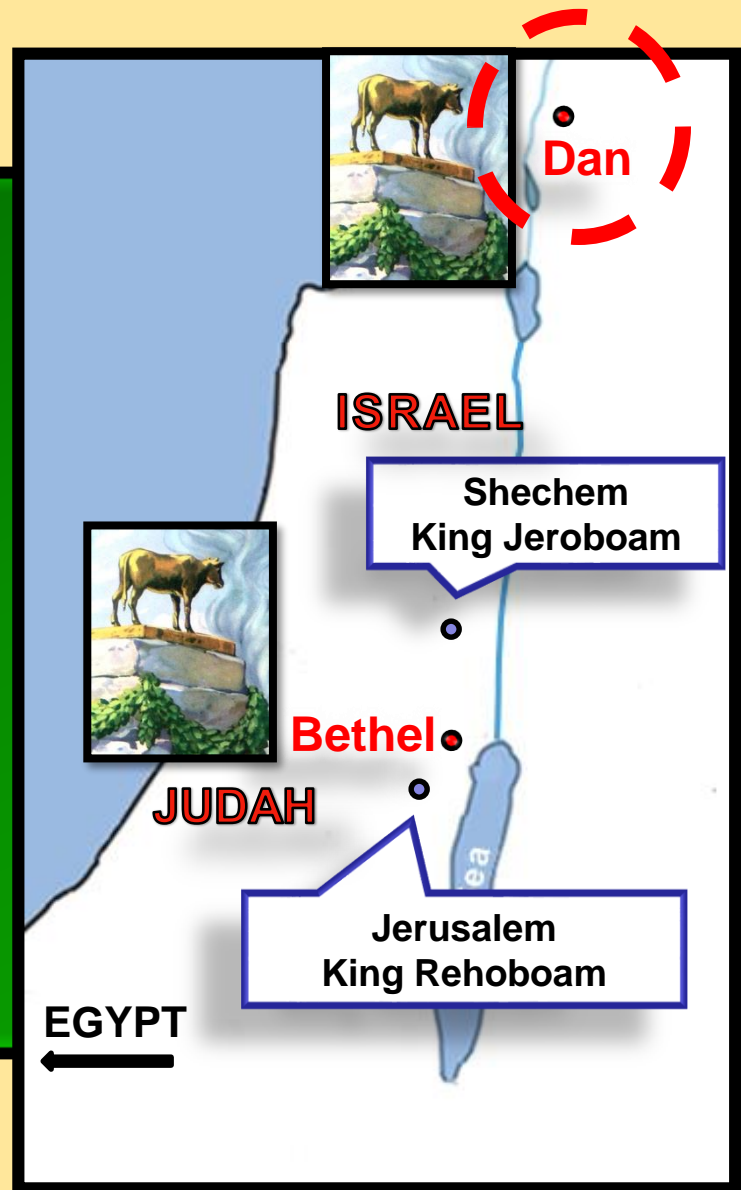 Dan
ISRAEL
Shechem
King Jeroboam
Bethel
JUDAH
Jerusalem
King Rehoboam
EGYPT